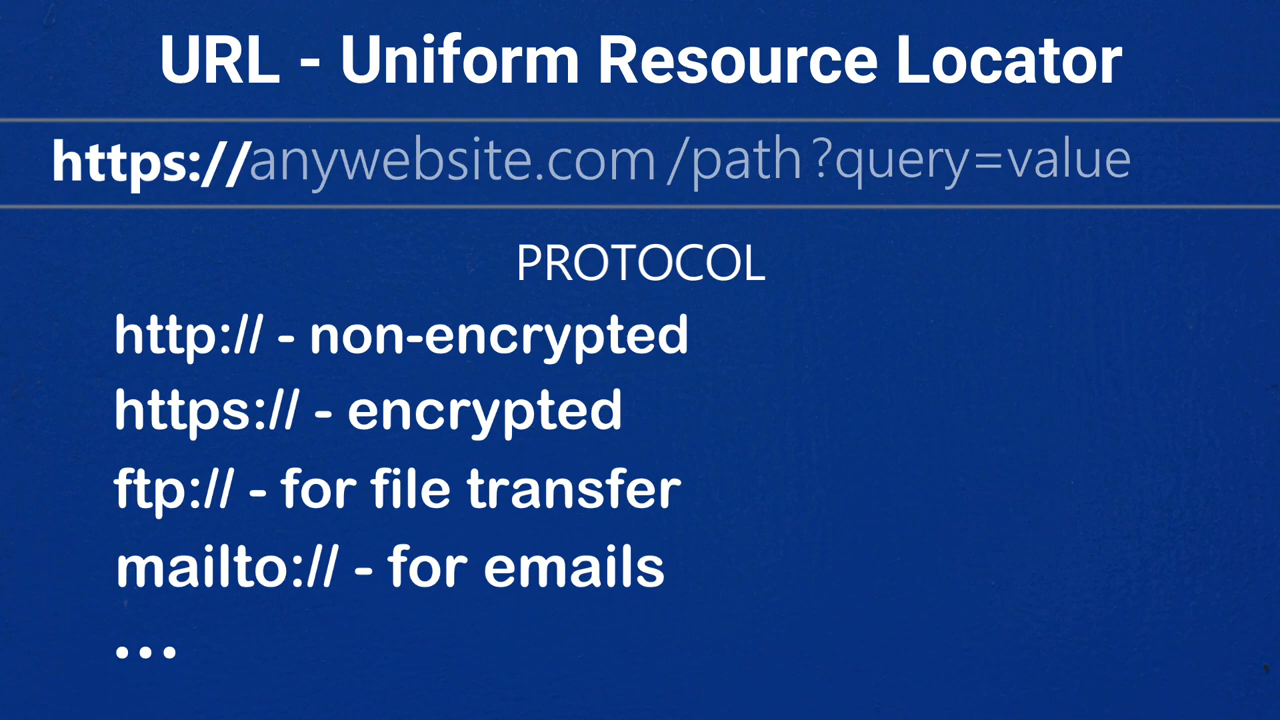 URL - Uniform Resource Locator
https://anywebsite.com /path ?query=value
PROTOCOL
http:// - non-encrypted
https:// - encrypted
ftp:// - for file transfer
mailto:// - for emails
...